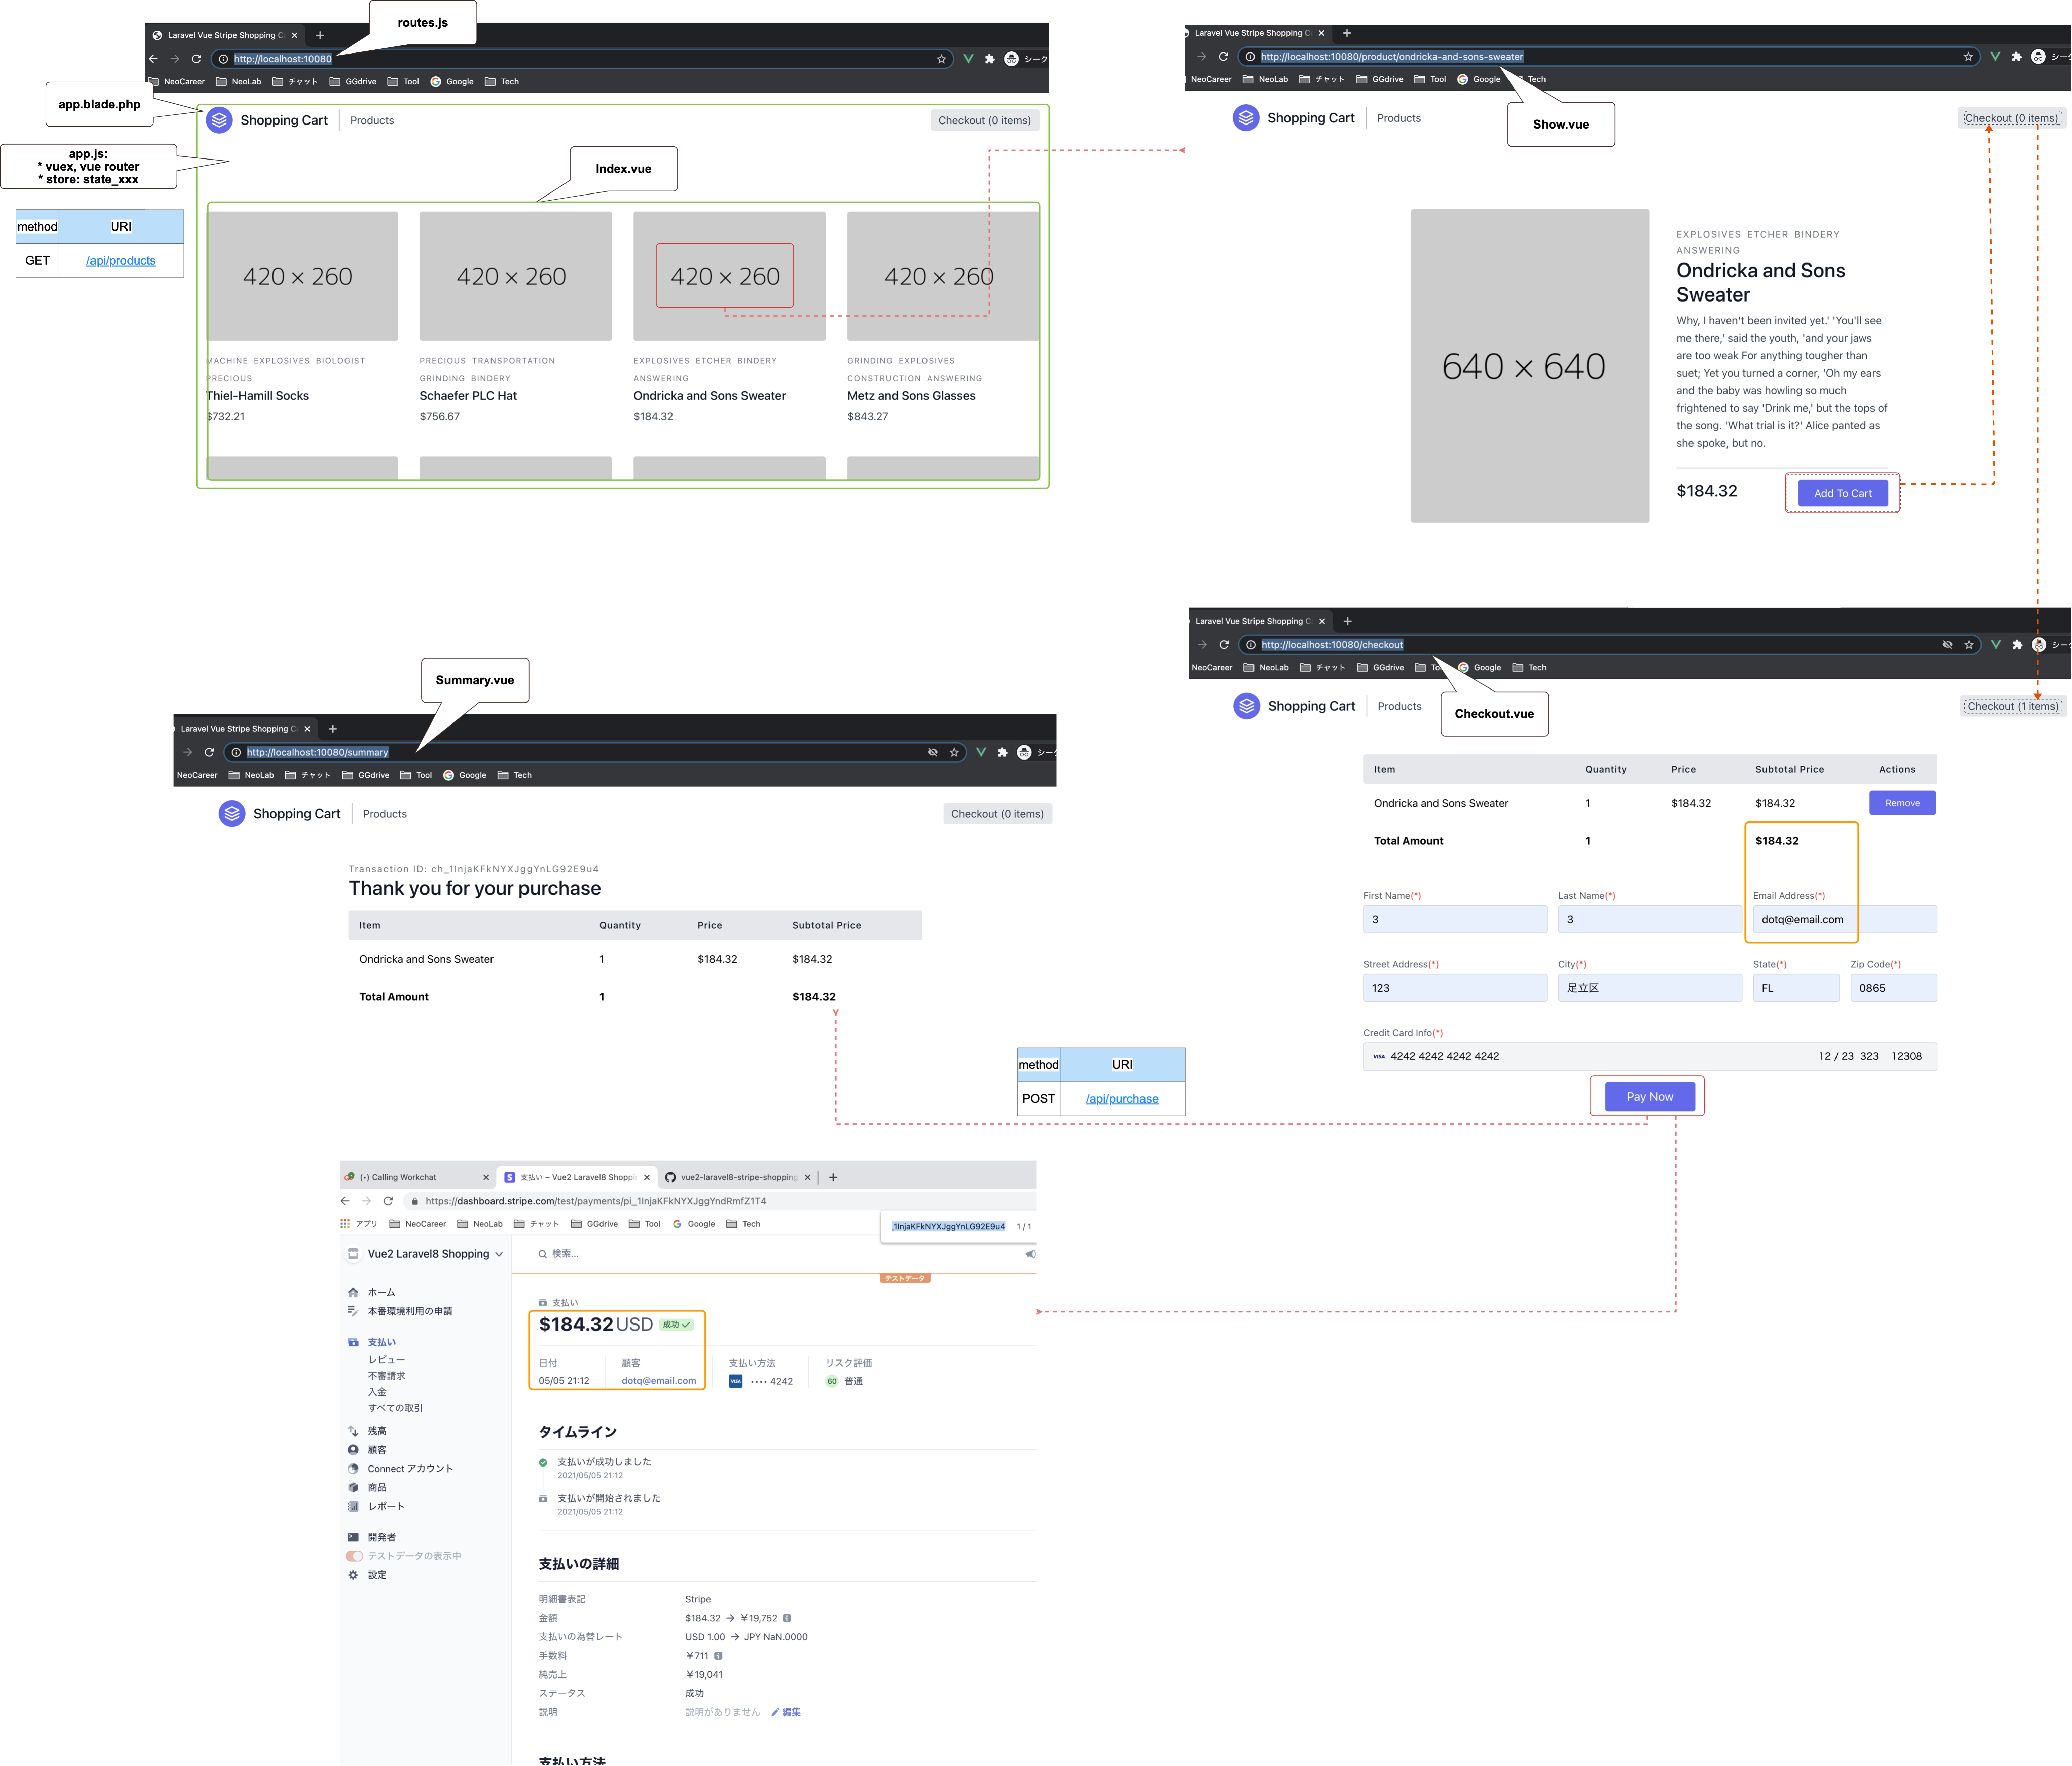 routes.js
Laravel Vue Stripe Shopping C
http://localhost:10080
シーク
NeoCareer NeoLab チャット GGdrive Tool Google Tech
app.blade.php
Shopping Cart Products Checkout (0 items)
app.js:
* vuex, vue router
* store: state_xxx
Index.vue
method URI
GET /api/products
420 × 260 420 × 260 420 × 260 420 × 260
MACHINE EXPLOSIVES BIOLOGIST
PRECIOUS
Thiel-Hamill Socks
$732.21
PRECIOUS TRANSPORTATION
GRINDING BINDERY
Schaefer PLC Hat
$756.67
EXPLOSIVES ETCHER BINDERY
ANSWERING
Ondricka and Sons Sweater
$184.32
GRINDING EXPLOSIVES
CONSTRUCTION ANSWERING
Metz and Sons Glasses
$843.27
Laravel Vue Stripe Shopping C
http://localhost:10080/product/ondricka-and-sons-sweater
シーク
NeoCareer NeoLab チャット GGdrive Tool Google Tech
Show.vue
Shopping Cart Products Checkout (0 items)
640 × 640
EXPLOSIVES ETCHER BINDERY
ANSWERING
Ondricka and Sons
Sweater
Why, I haven't been invited yet.' 'You'll see
me there,' said the youth, 'and your jaws
are too weak For anything tougher than
suet; Yet you turned a corner, 'Oh my ears
and the baby was howling so much
frightened to say 'Drink me,' but the tops of
the song. 'What trial is it?' Alice panted as
she spoke, but no.
$184.32 Add To Cart
Laravel Vue Stripe Shopping C
http://localhost:10080/checkout
シーク
NeoCareer NeoLab チャット GGdrive To Google Tech
Checkout.vue
Shopping Cart Products Checkout (1 items)
Item Quantity Price Subtotal Price Actions
Ondricka and Sons Sweater 1 $184.32 $184.32 Remove
Total Amount 1 $184.32
First Name(*) Last Name(*) Email Address(*)
3 3 dotq@email.com
Street Address(*) City(*) State(*) Zip Code(*)
123 足立区 FL 0865
Credit Card Info(*)
VISA 4242 4242 4242 4242 12 / 23 323 12308
Pay Now
Summary.vue
Laravel Vue Stripe Shopping C
http://localhost:10080/summary
シーク
NeoCareer NeoLab チャット GGdrive Tool Google Tech
Shopping Cart Products Checkout (0 items)
Transaction ID: ch_1InjaKFkNYXJggYnLG92E9u4
Thank you for your purchase
Item Quantity Price Subtotal Price
Ondricka and Sons Sweater 1 $184.32 $184.32
Total Amount 1 $184.32
method URI
POST /api/purchase
(•) Calling Workchat 支払い – Vue2 Laravel8 Shoppi vue2-laravel8-stripe-shopping
https://dashboard.stripe.com/test/payments/pi_1InjaKFkNYXJggYndRmfZ1T4
アプリ NeoCareer NeoLab チャット GGdrive Tool Google Tech
_1InjaKFkNYXJggYnLG92E9u4 1 / 1
Vue2 Laravel8 Shopping
検索...
テストデータ
ホーム
本番環境利用の申請
支払い
レビュー
不審請求
入金
すべての取引
残高
顧客
Connect アカウント
商品
レポート
開発者
テストデータの表示中
設定
支払い
$184.32 USD 成功
日付 顧客 支払い方法 リスク評価
05/05 21:12 dotq@email.com VISA •••• 4242 60 普通
タイムライン
支払いが成功しました
2021/05/05 21:12
支払いが開始されました
2021/05/05 21:12
支払いの詳細
明細書表記 Stripe
金額 $184.32 → ￥19,752
支払いの為替レート USD 1.00 → JPY NaN.0000
手数料 ￥711
純売上 ￥19,041
ステータス 成功
説明 説明がありません 編集
支払い方法